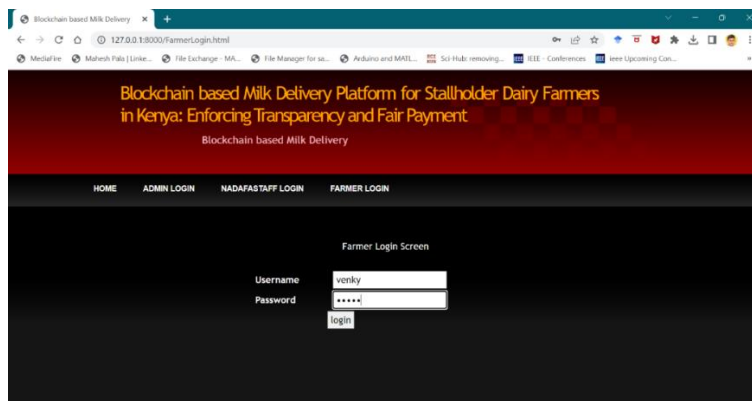 Blockchain based Milk Delivery
127.0.0.1:8000/FarmerLogin.html
MediaFire Mahesh Pala | Linke... File Exchange - MA... File Manager for sa... Arduino and MATL... Sci-Hub: removing... IEEE - Conferences ieee Upcoming Con...
Blockchain based Milk Delivery Platform for Stallholder Dairy Farmers
in Kenya: Enforcing Transparency and Fair Payment
Blockchain based Milk Delivery
HOME ADMIN LOGIN NADAFASTAFF LOGIN FARMER LOGIN
Farmer Login Screen
Username venky
Password •••••
login